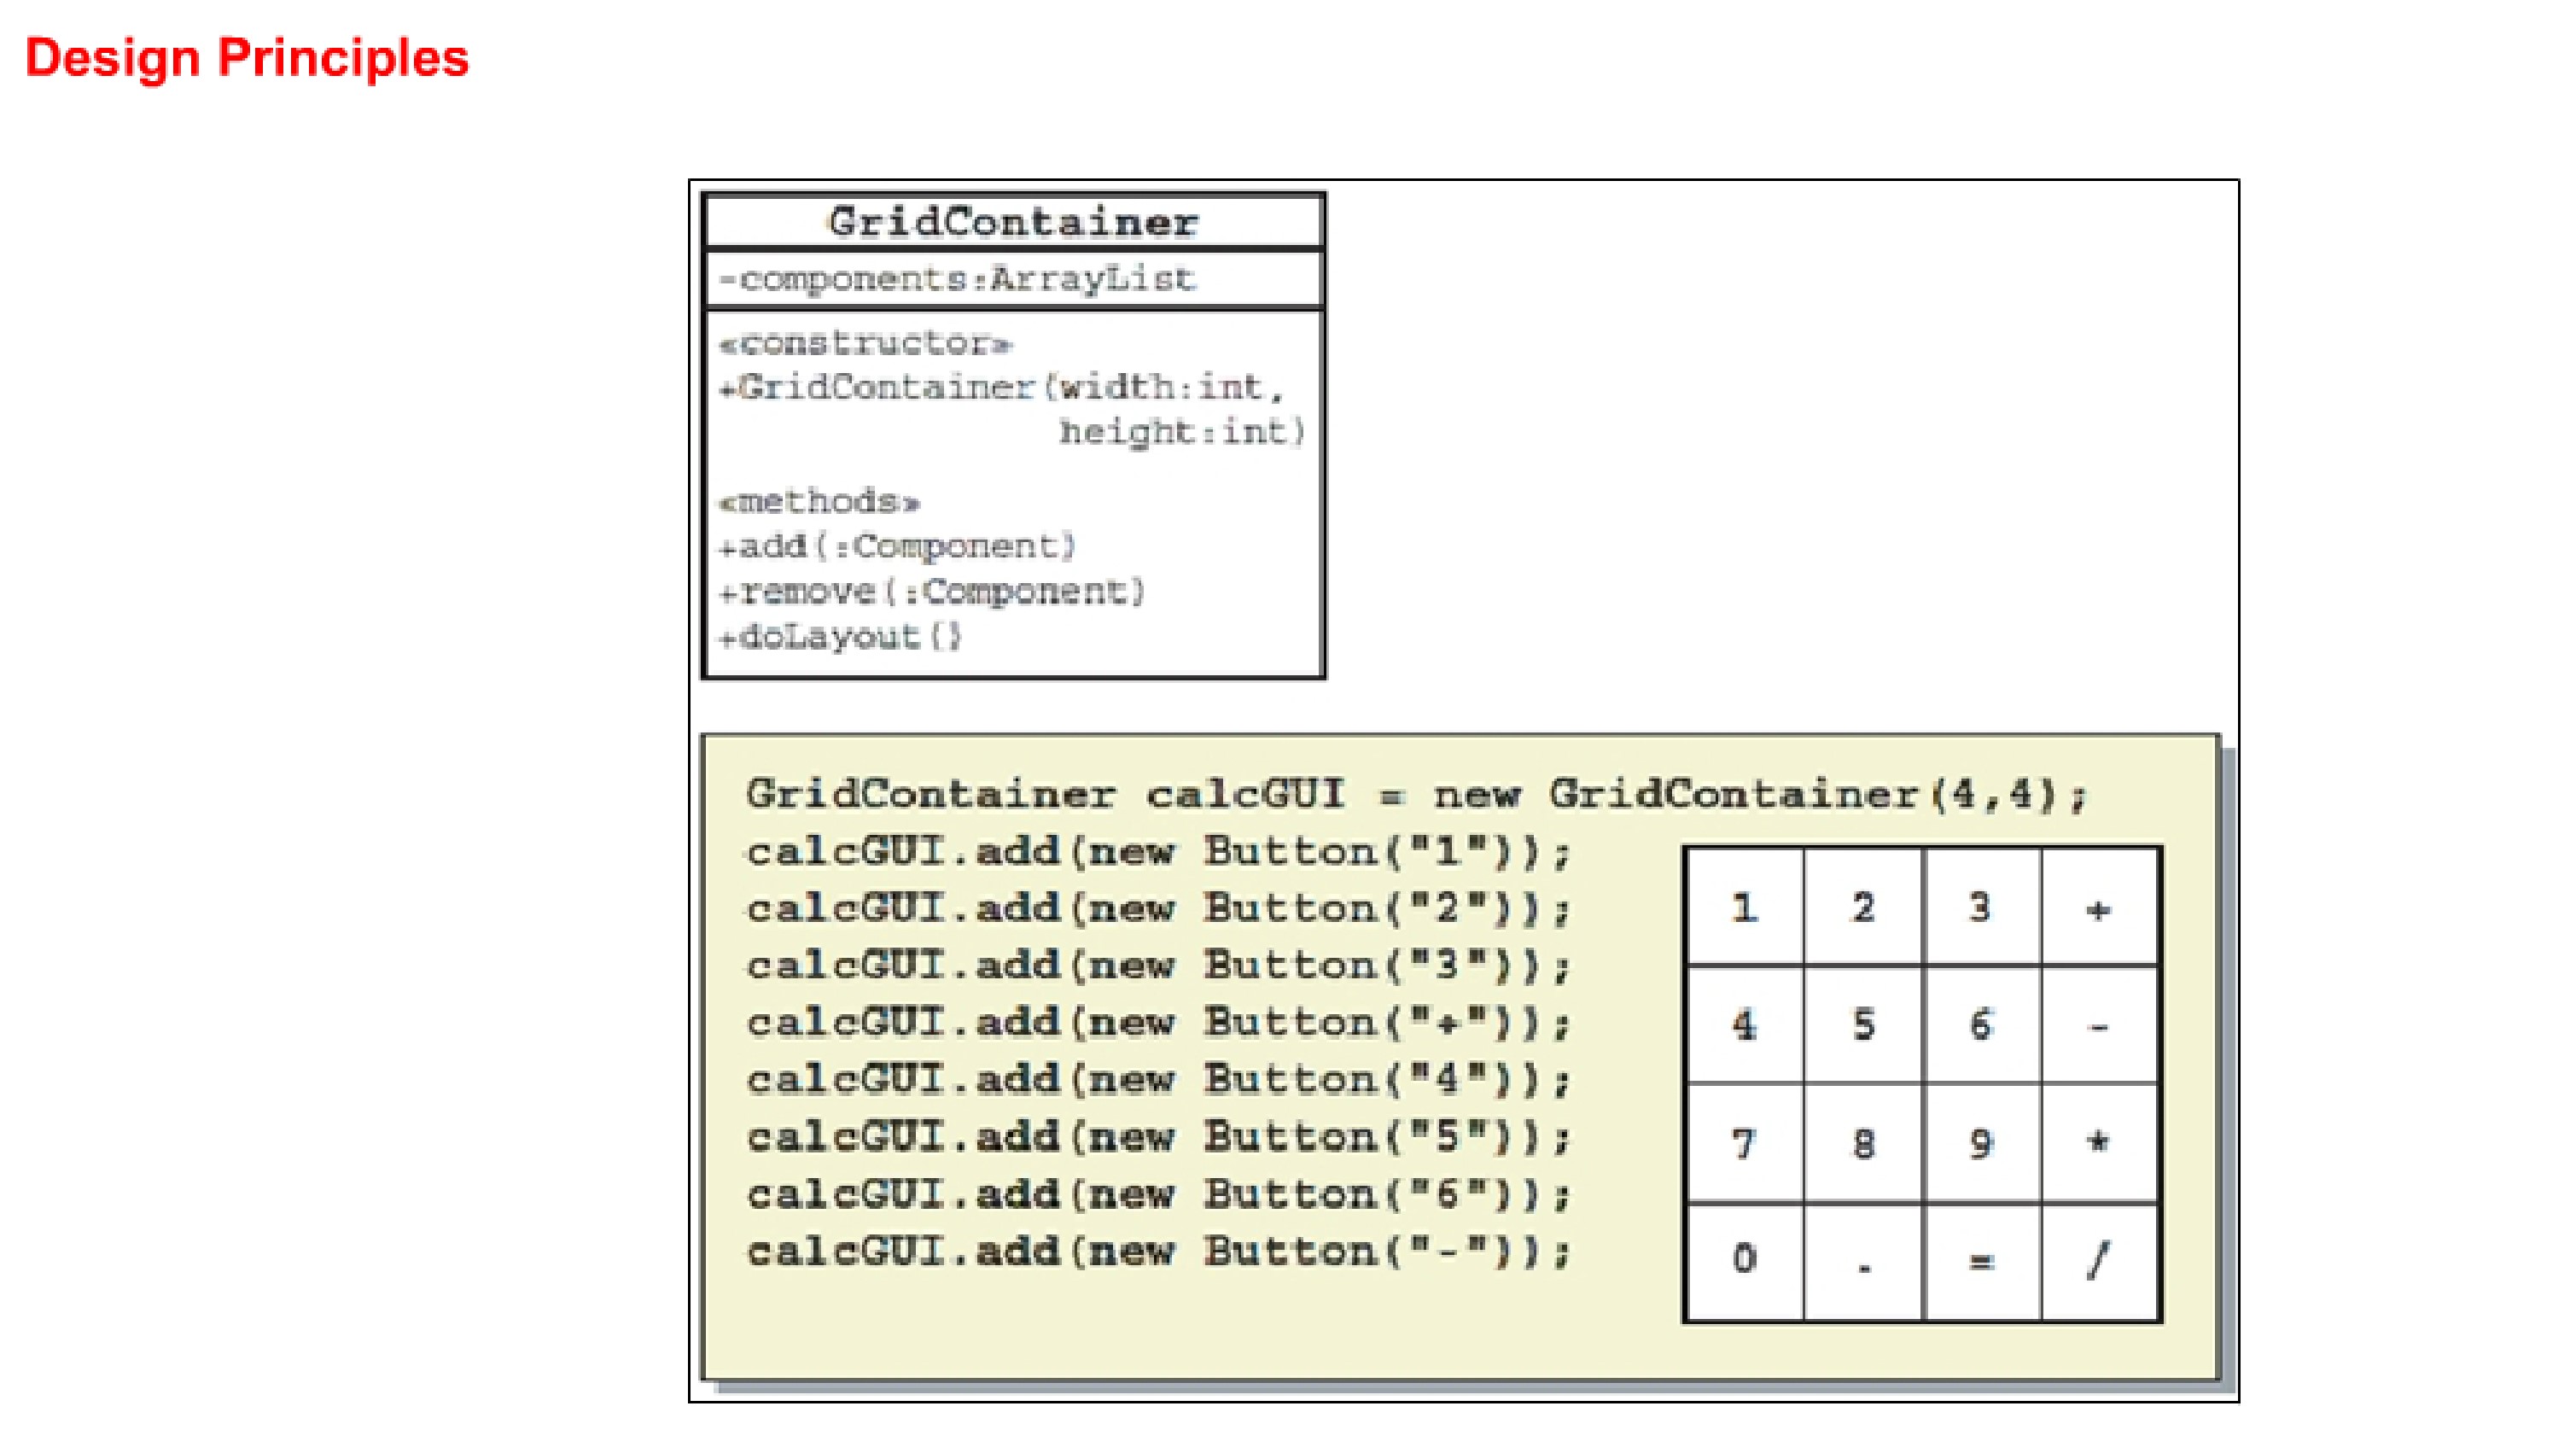 Design Principles
GridContainer
-components:ArrayList
«constructor»
+GridContainer(width:int,
height:int)
«methods»
+add(:Component)
+remove(:Component)
+doLayout()
GridContainer calcGUI = new GridContainer(4,4);
calcGUI.add(new Button("1"));
calcGUI.add(new Button("2"));
calcGUI.add(new Button("3"));
calcGUI.add(new Button("+"));
calcGUI.add(new Button("4"));
calcGUI.add(new Button("5"));
calcGUI.add(new Button("6"));
calcGUI.add(new Button("-"));
1 2 3 +
4 5 6 -
7 8 9 *
0 . = /